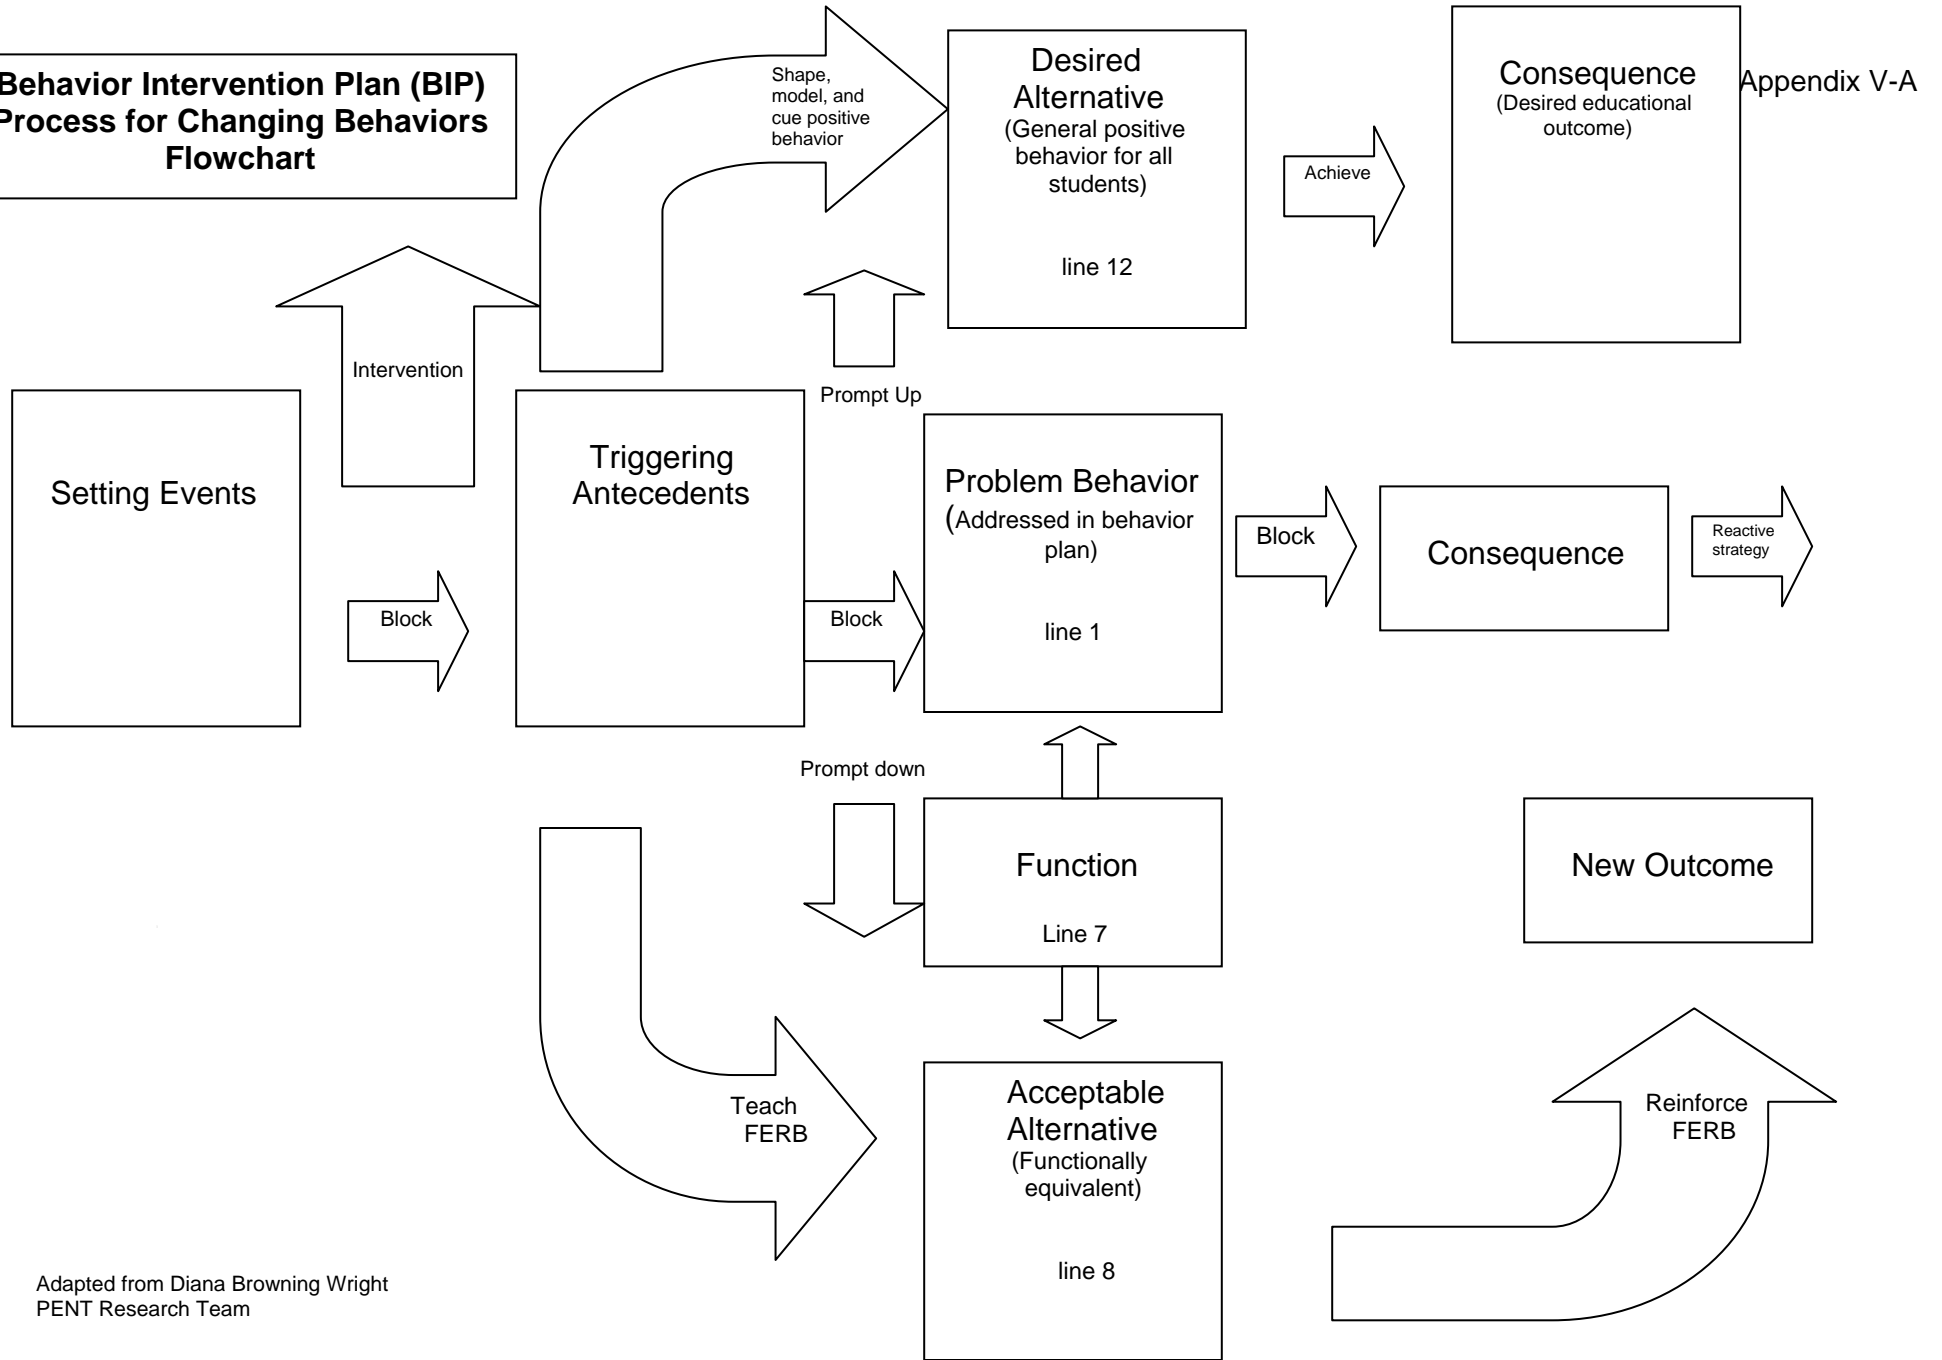 Behavior Intervention Plan (BIP)
Process for Changing Behaviors
Flowchart
Shape,
model, and
cue positive
behavior
Desired
Alternative
(General positive
behavior for all
students)
line 12
Achieve
Consequence
(Desired educational
outcome)
Appendix V-A
Intervention
Prompt Up
Setting Events
Block
Triggering
Antecedents
Block
Problem Behavior
(Addressed in behavior
plan)
line 1
Block
Consequence
Reactive
strategy
Prompt down
Function
Line 7
New Outcome
Teach
FERB
Acceptable
Alternative
(Functionally
equivalent)
line 8
Reinforce
FERB
Adapted from Diana Browning Wright
PENT Research Team